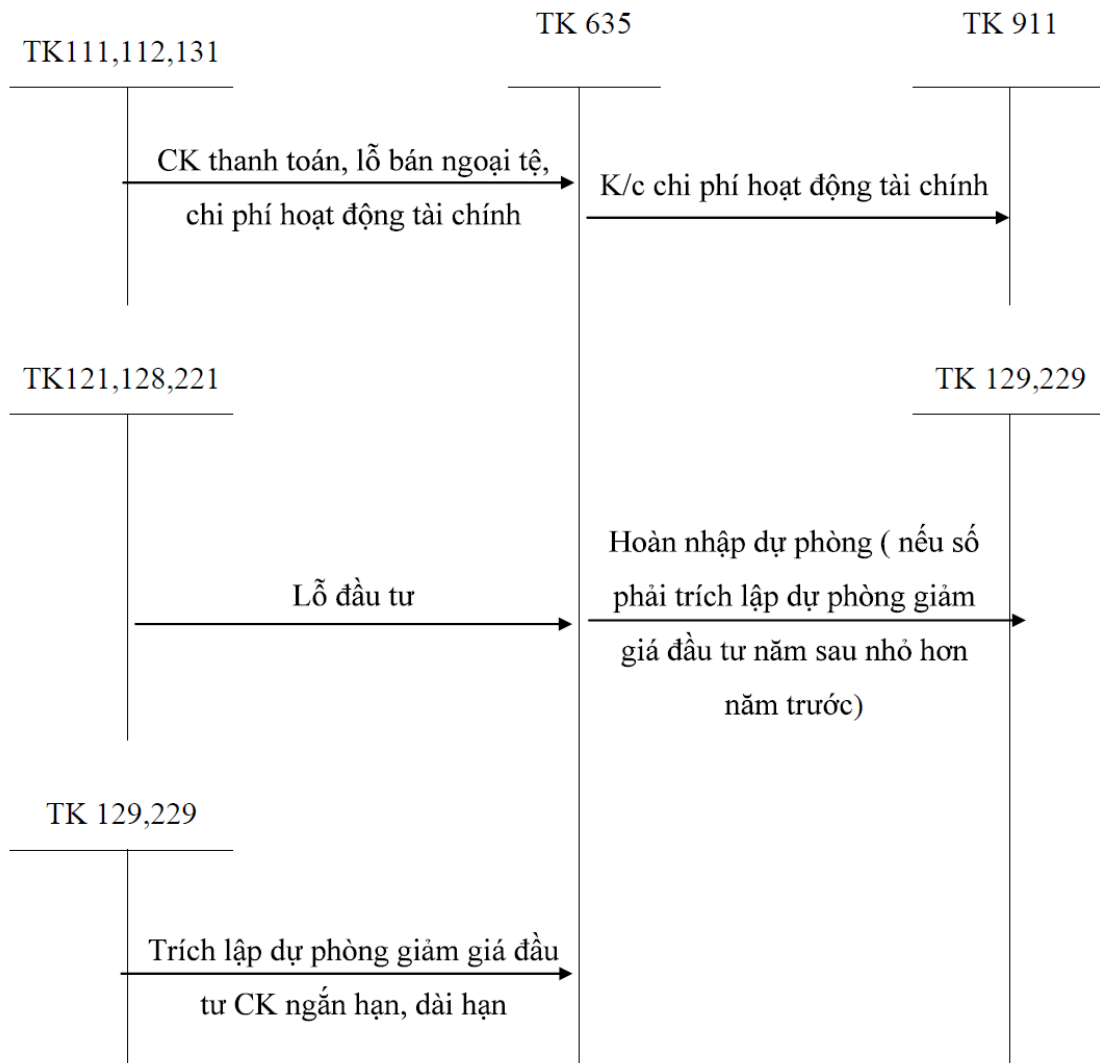 TK111,112,131
TK 635
TK 911
CK thanh toán, lỗ bán ngoại tệ,
chi phí hoạt động tài chính
K/c chi phí hoạt động tài chính
TK121,128,221
TK 129,229
Lỗ đầu tư
Hoàn nhập dự phòng ( nếu số
phải trích lập dự phòng giảm
giá đầu tư năm sau nhỏ hơn
năm trước)
TK 129,229
Trích lập dự phòng giảm giá đầu
tư CK ngắn hạn, dài hạn